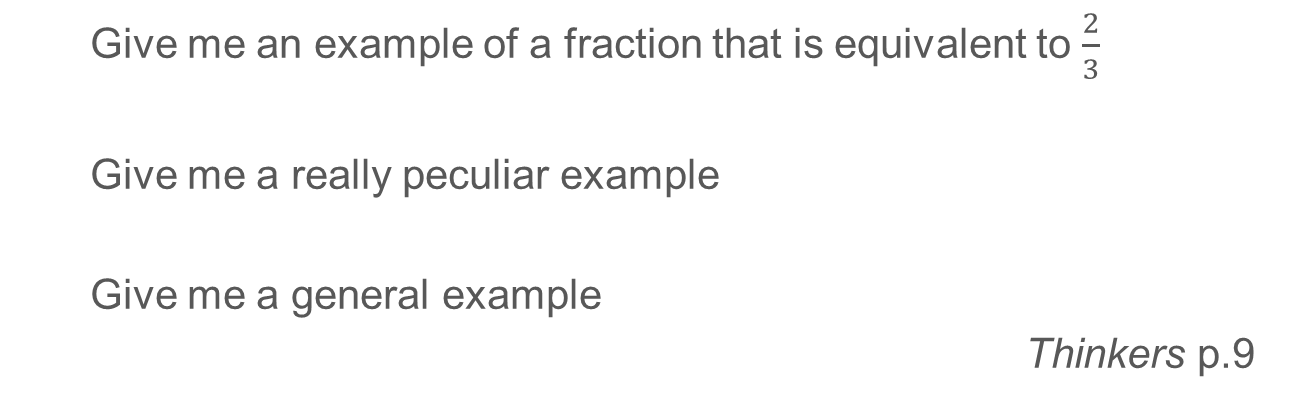 Give me an example of a fraction that is equivalent to 2/3
Give me a really peculiar example
Give me a general example
Thinkers p.9